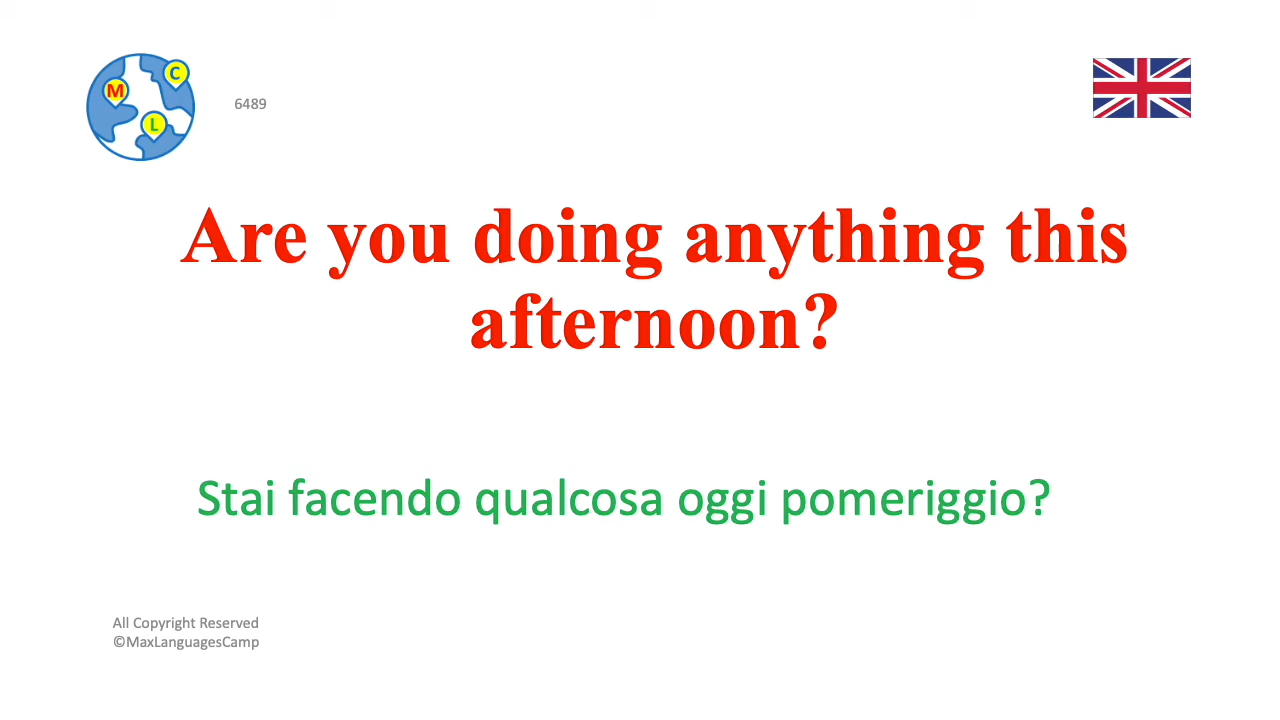 C
M
L
6489
Are you doing anything this
afternoon?
Stai facendo qualcosa oggi pomeriggio?
All Copyright Reserved
©MaxLanguagesCamp